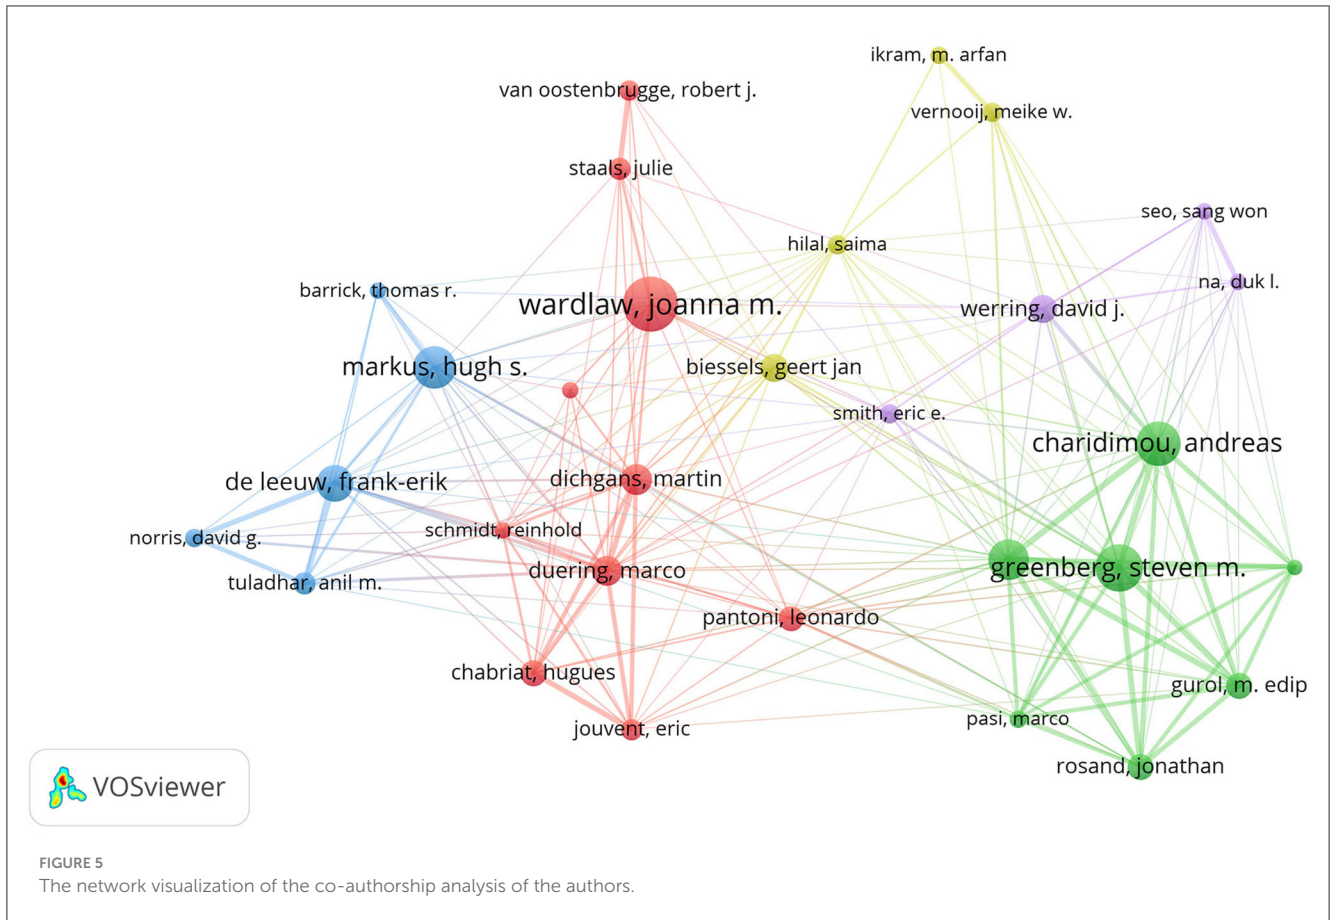 ikram, m. arfan
van oostenbrugge, robert j.
vernooij, meike w.
staals, julie
seo, sang won
hilal, saima
na, duk l.
barrick, thomas r.
wardlaw, joanna m.
werring, david j.
markus, hugh s.
biessels, geert jan
smith, eric e.
charidimou, andreas
de leeuw, frank-erik
dichgans, martin
schmidt, reinhold
norris, david g.
duering, marco
greenberg, steven m.
tuladhar, anil m.
pantoni, leonardo
chabriat, hugues
gurol, m. edip
pasi, marco
jouvent, eric
rosand, jonathan
VOSviewer
FIGURE 5
The network visualization of the co-authorship analysis of the authors.